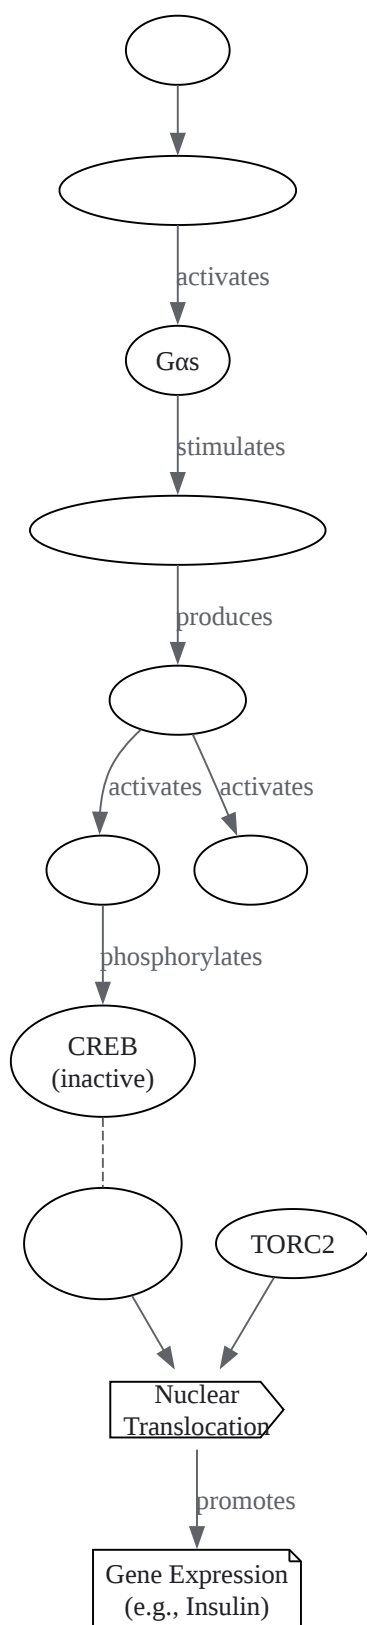 activates
Gαs
stimulates
produces
activates
activates
phosphorylates
CREB
(inactive)
TORC2
Nuclear
Translocation
promotes
Gene Expression
(e.g., Insulin)